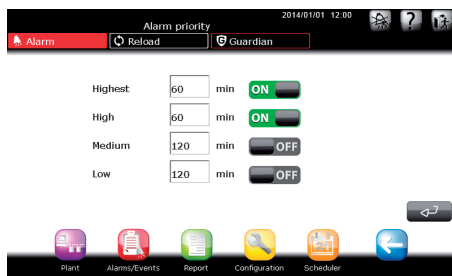 Alarm priority
2014/01/01 12:00
?
Alarm
Reload
G Guardian
Highest 60 min ON
High 60 min ON
Medium 120 min OFF
Low 120 min OFF
Plant Alarms/Events Report Configuration Scheduler